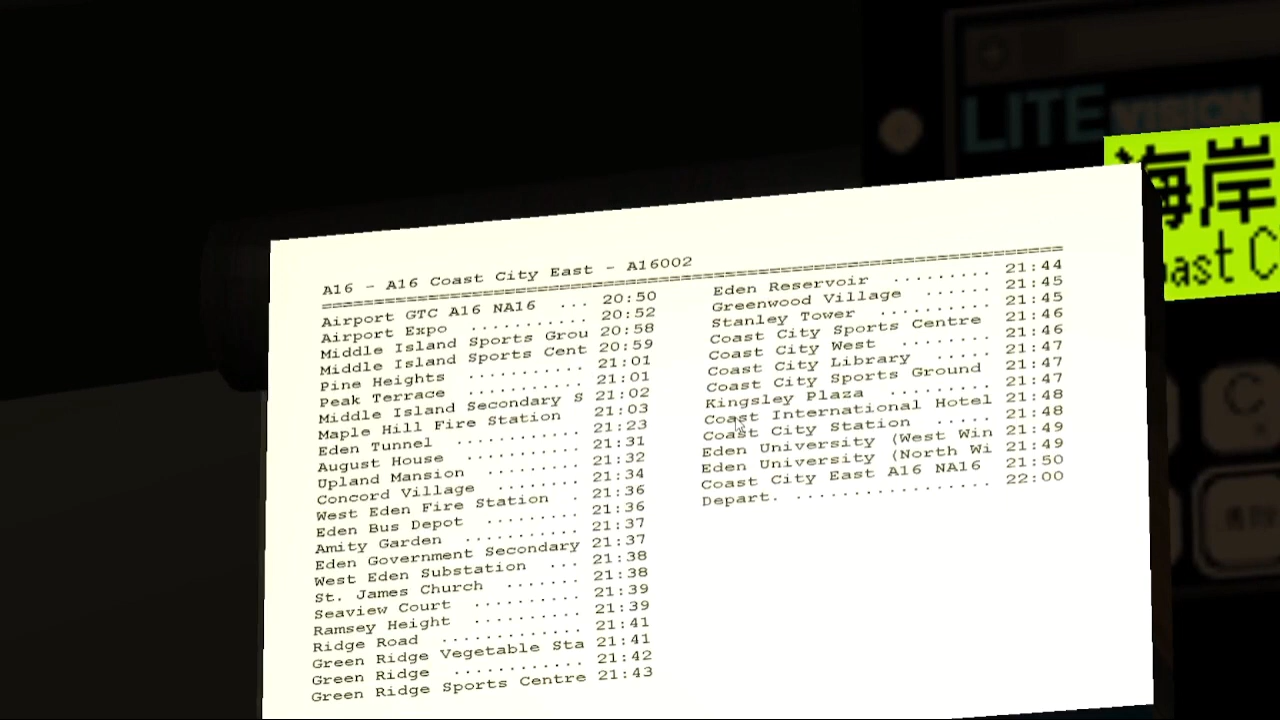 A16 - A16 Coast City East - A16002
Airport GTC A16 NA16 ... 20:50
Airport Expo ........... 20:52
Middle Island Sports Grou 20:58
Middle Island Sports Cent 20:59
Pine Heights ........... 21:01
Peak Terrace ........... 21:01
Middle Island Secondary S 21:02
Maple Hill Fire Station 21:03
Eden Tunnel ............ 21:23
August House ........... 21:31
Upland Mansion ......... 21:32
Concord Village ........ 21:34
West Eden Fire Station . 21:36
Eden Bus Depot ......... 21:36
Amity Garden ........... 21:37
Eden Government Secondary 21:37
West Eden Substation ... 21:38
St. James Church ....... 21:38
Seaview Court .......... 21:39
Ramsey Height .......... 21:39
Ridge Road ............. 21:41
Green Ridge Vegetable Sta 21:41
Green Ridge ............ 21:42
Green Ridge Sports Centre 21:43
Eden Reservoir ......... 21:44
Greenwood Village ...... 21:45
Stanley Tower .......... 21:45
Coast City Sports Centre 21:46
Coast City West ........ 21:46
Coast City Library ..... 21:47
Coast City Sports Ground 21:47
Kingsley Plaza ......... 21:47
Coast International Hotel 21:48
Coast City Station ..... 21:48
Eden University (West Win 21:49
Eden University (North Wi 21:49
Coast City East A16 NA16 21:50
Depart. ................ 22:00
LITE VISION
海岸
ast C
C